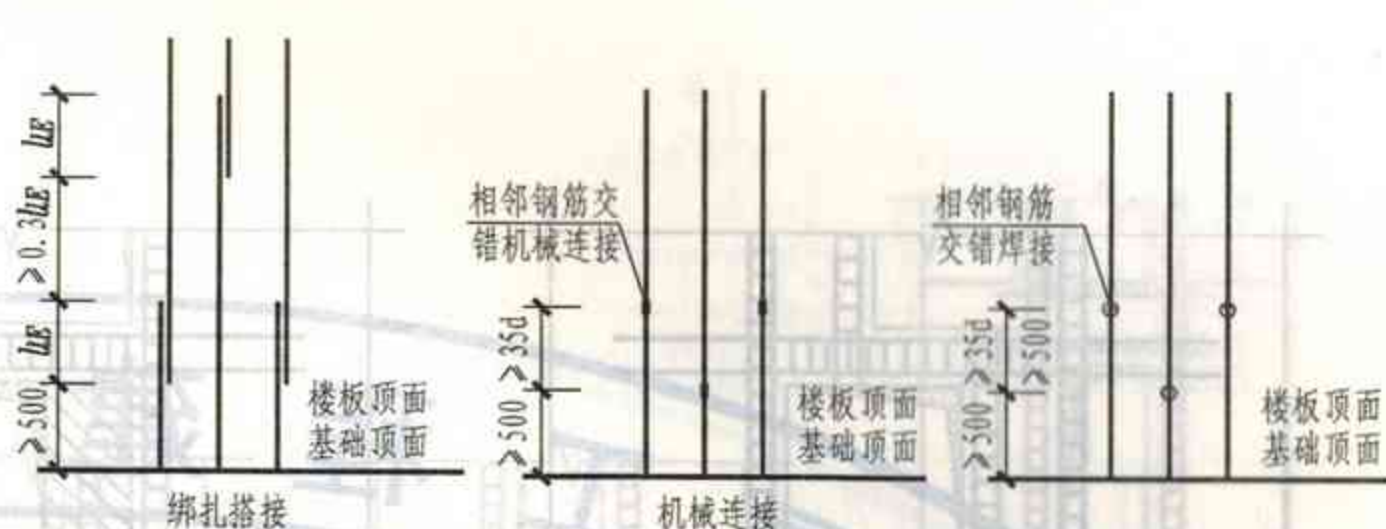 ≥500 llE ≥0.3llE llE
楼板顶面
基础顶面
绑扎搭接
相邻钢筋交
错机械连接
≥500 ≥35d
楼板顶面
基础顶面
机械连接
相邻钢筋
交错焊接
≥500 ≥35d
≥500
楼板顶面
基础顶面